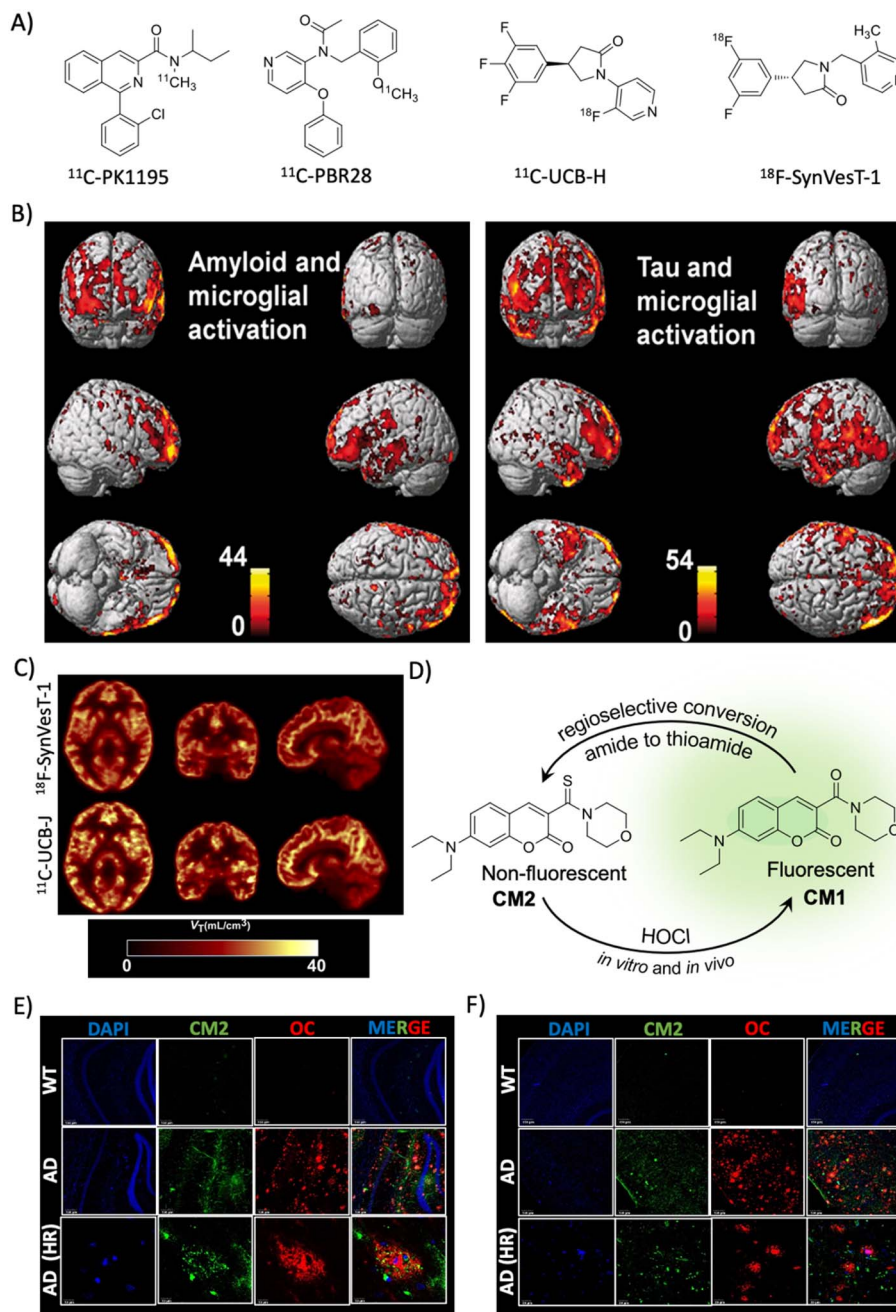 A)
O
N
N
11C
CH3
Cl
11C-PK1195
O
N
N
O
O11CH3
11C-PBR28
F
F
F
O
N
18F
N
11C-UCB-H
18F
F
N
O
H3C
N
18F-SynVesT-1
B)
Amyloid and
microglial
activation
44
0
Tau and
microglial
activation
54
0
C)
18F-SynVesT-1
11C-UCB-J
VT(mL/cm3)
0
40
D)
regioselective conversion
amide to thioamide
S
N
O
N
O
O
Non-fluorescent
CM2
O
N
O
N
O
O
Fluorescent
CM1
HOCl
in vitro and in vivo
E)
DAPI
CM2
OC
MERGE
WT
AD
AD (HR)
F)
DAPI
CM2
OC
MERGE
WT
AD
AD (HR)